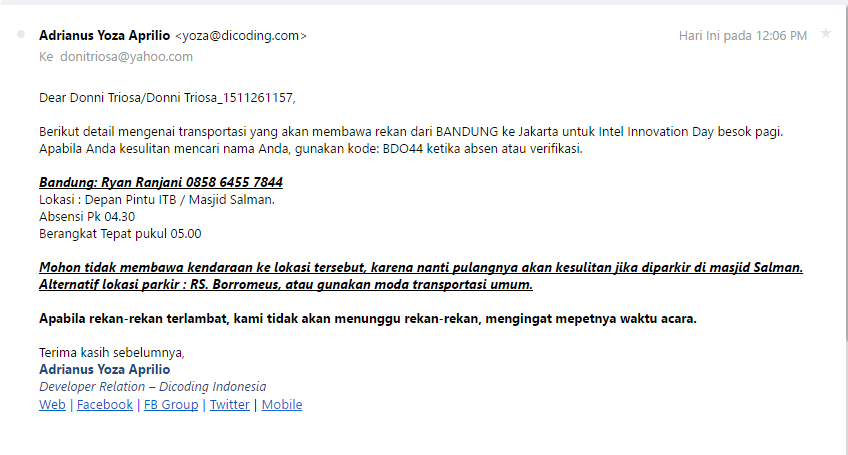 Adrianus Yoza Aprilio <yoza@dicoding.com>
Hari Ini pada 12:06 PM
Ke donitriosa@yahoo.com
Dear Donni Triosa/Donni Triosa_1511261157,
Berikut detail mengenai transportasi yang akan membawa rekan dari BANDUNG ke Jakarta untuk Intel Innovation Day besok pagi.
Apabila Anda kesulitan mencari nama Anda, gunakan kode: BDO44 ketika absen atau verifikasi.
Bandung: Ryan Ranjani 0858 6455 7844
Lokasi : Depan Pintu ITB / Masjid Salman.
Absensi Pk 04.30
Berangkat Tepat pukul 05.00
Mohon tidak membawa kendaraan ke lokasi tersebut, karena nanti pulangnya akan kesulitan jika diparkir di masjid Salman.
Alternatif lokasi parkir : RS. Borromeus, atau gunakan moda transportasi umum.
Apabila rekan-rekan terlambat, kami tidak akan menunggu rekan-rekan, mengingat mepetnya waktu acara.
Terima kasih sebelumnya,
Adrianus Yoza Aprilio
Developer Relation – Dicoding Indonesia
Web | Facebook | FB Group | Twitter | Mobile